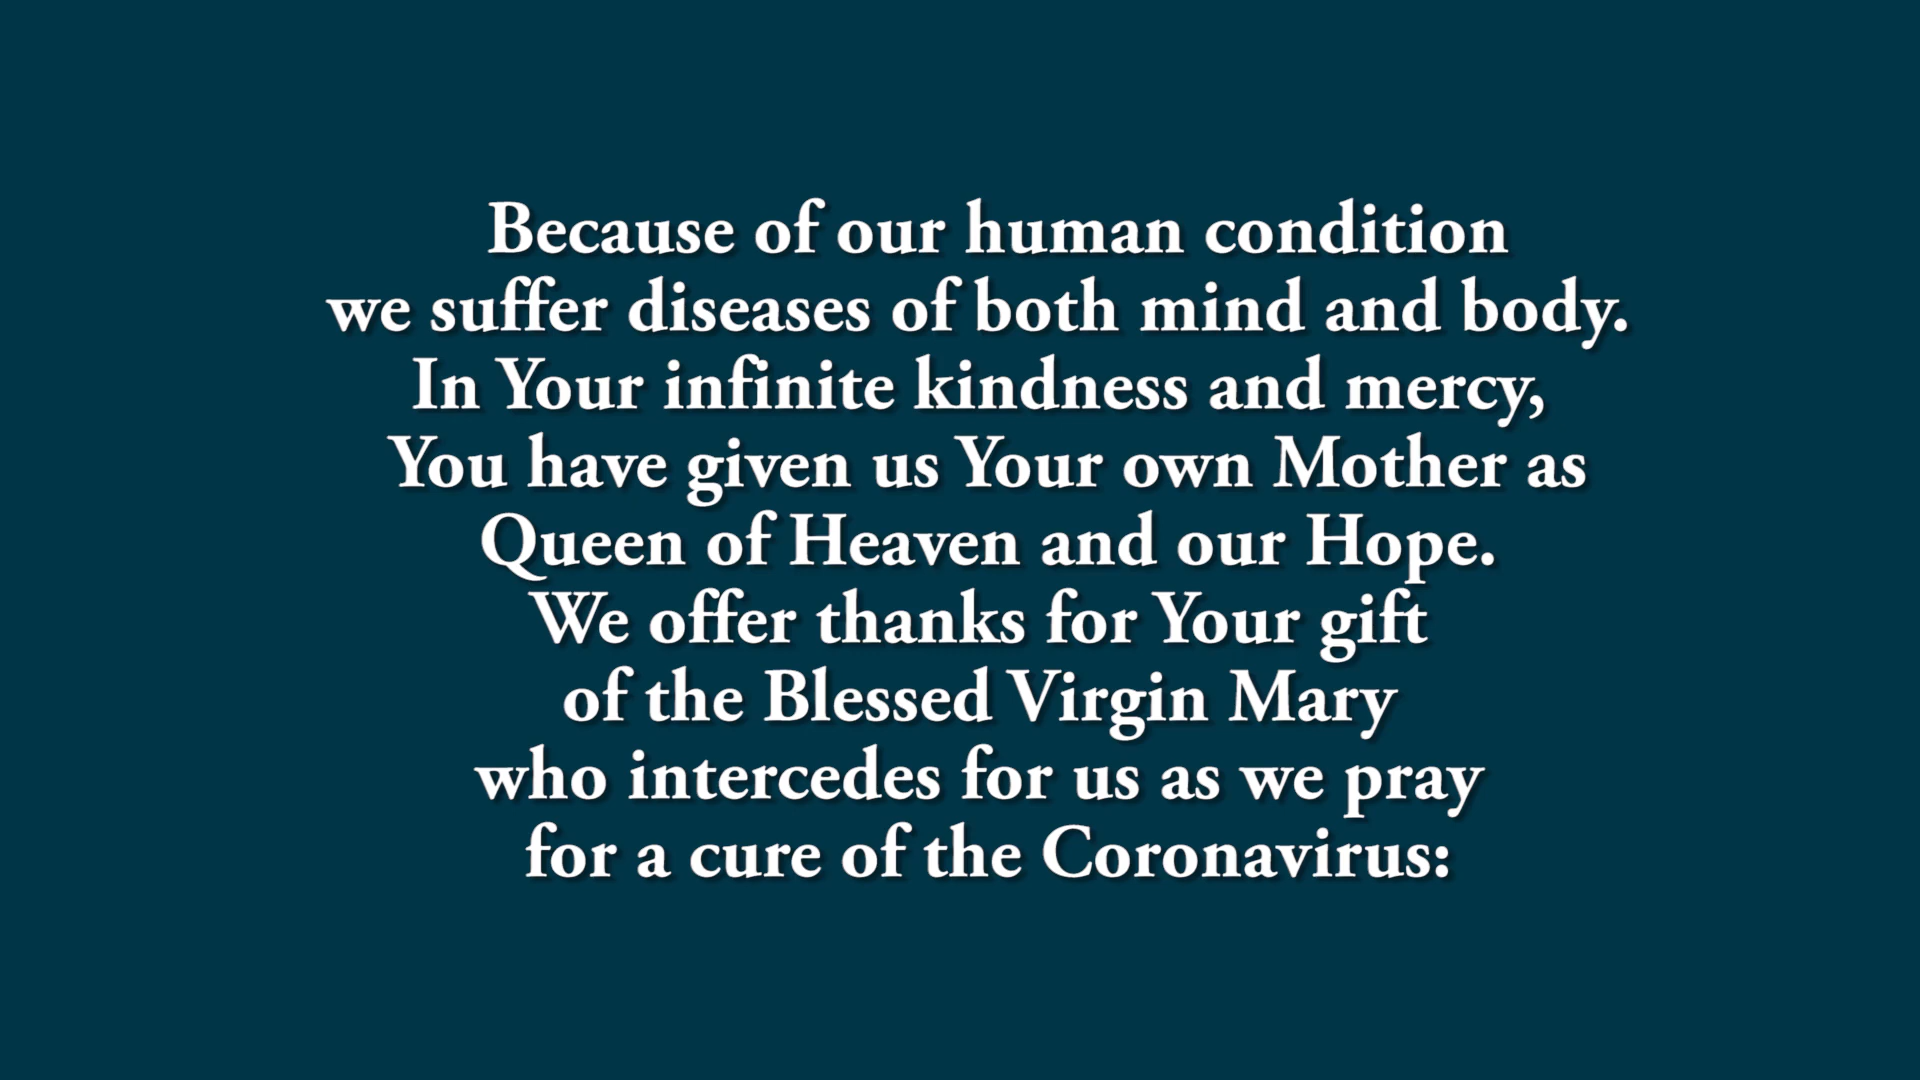 Because of our human condition
we suffer diseases of both mind and body.
In Your infinite kindness and mercy,
You have given us Your own Mother as
Queen of Heaven and our Hope.
We offer thanks for Your gift
of the Blessed Virgin Mary
who intercedes for us as we pray
for a cure of the Coronavirus: